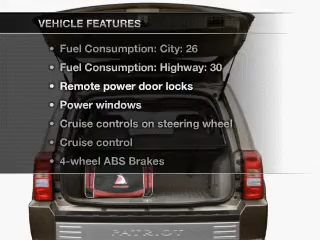 VEHICLE FEATURES
• Fuel Consumption: City: 26
• Fuel Consumption: Highway: 30
• Remote power door locks
• Power windows
• Cruise controls on steering wheel
• Cruise control
• 4-wheel ABS Brakes
PATRIOT